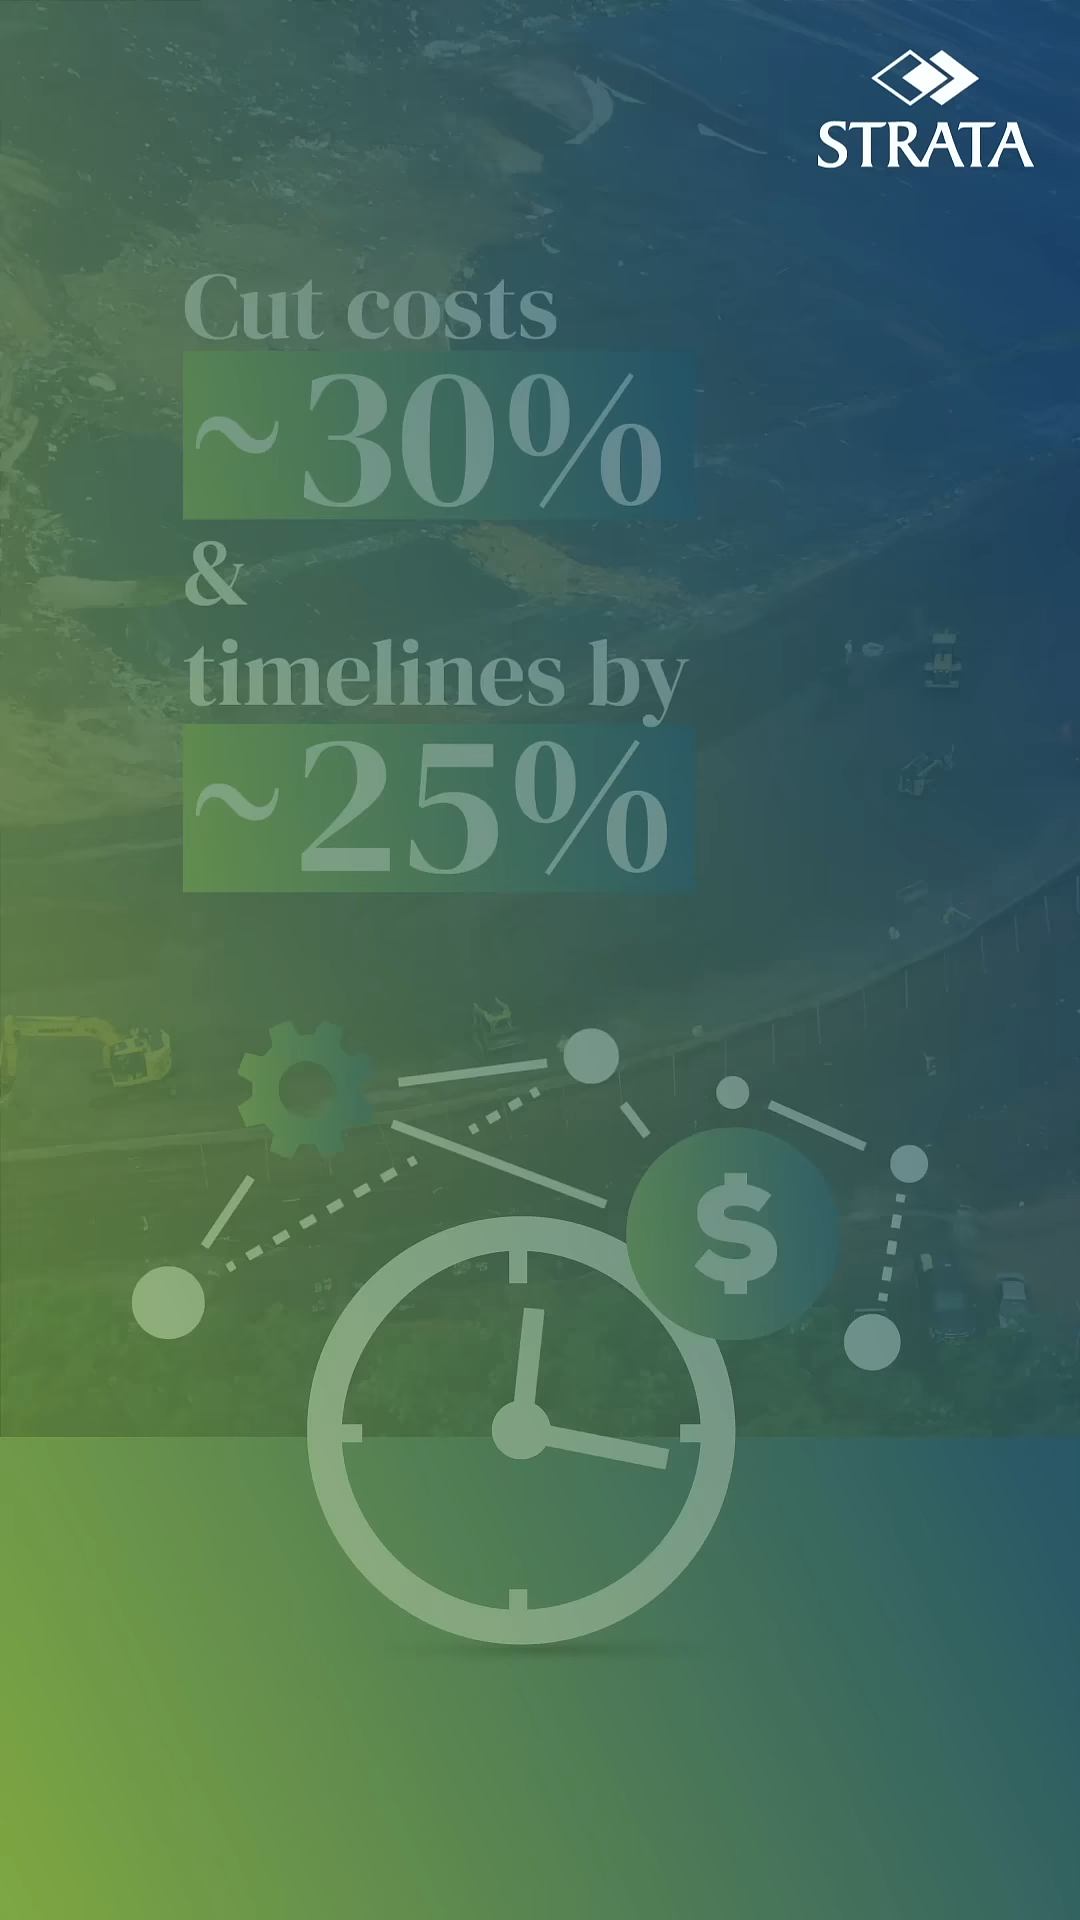 STRATA
Cut costs
~30%
&
timelines by
~25%
$